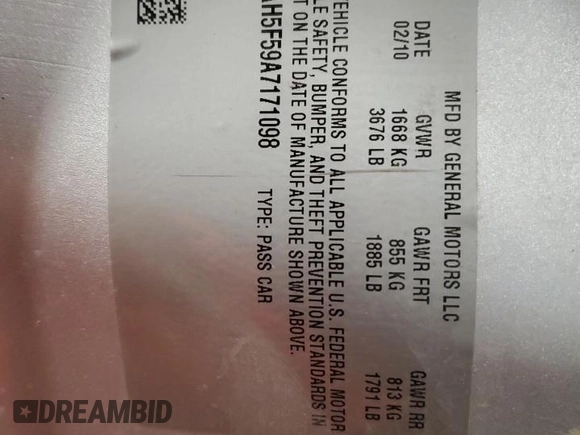 MFD BY GENERAL MOTORS LLC
DATE GVWR GAWR FRT GAWR RR
02/10 1668 KG 855 KG 813 KG
3676 LB 1885 LB 1791 LB
VEHICLE CONFORMS TO ALL APPLICABLE U.S. FEDERAL MOTOR
LE SAFETY, BUMPER, AND THEFT PREVENTION STANDARDS IN
T ON THE DATE OF MANUFACTURE SHOWN ABOVE.
AH5F59A7171098 TYPE: PASS CAR
DREAMBID